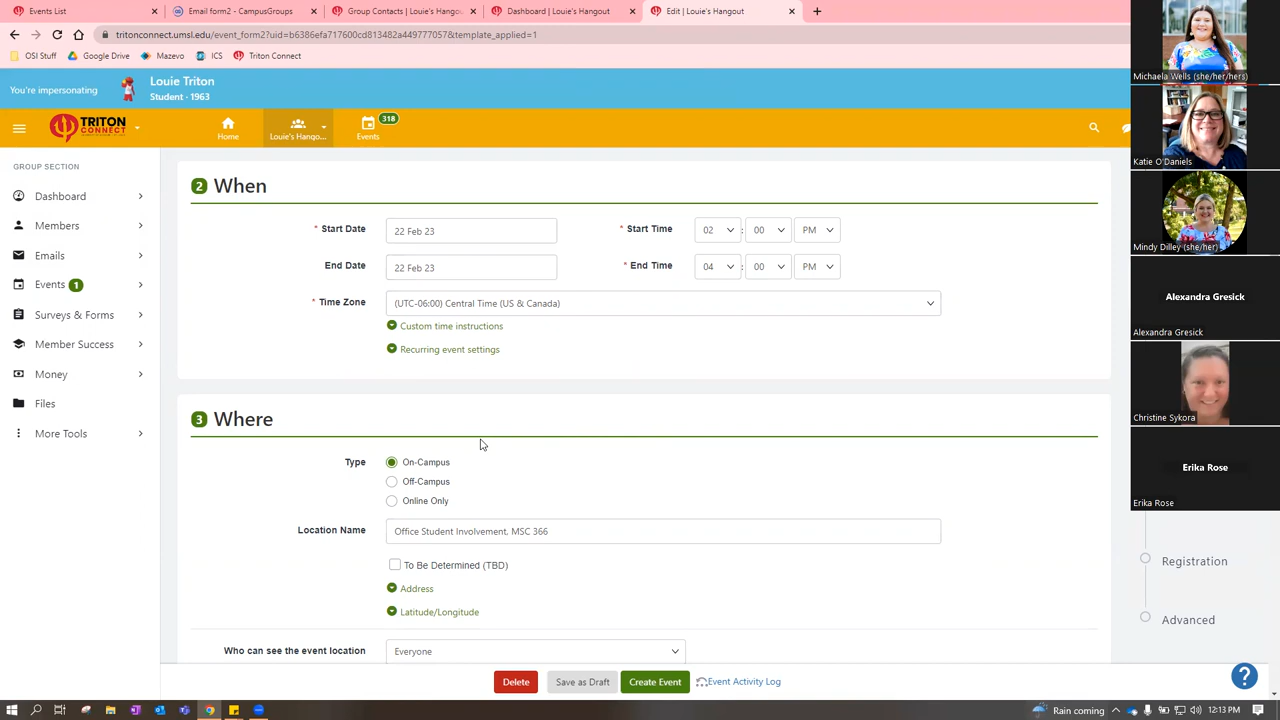 Events List
Email form2 - CampusGroups
Group Contacts | Louie's Hango
Dashboard | Louie's Hangout
Edit | Louie's Hangout
tritonconnect.umsl.edu/event_form2?uid=b6386efa717600cd813482a449777057&template_applied=1
OSI Stuff
Google Drive
Mazevo
ICS
Triton Connect
You're impersonating
Louie Triton
Student - 1963
TRITON
CONNECT
Home
Louie's Hango...
318
Events
GROUP SECTION
Dashboard
Members
Emails
Events 1
Surveys & Forms
Member Success
Money
Files
More Tools
2 When
* Start Date
22 Feb 23
* Start Time
02 : 00 PM
End Date
22 Feb 23
* End Time
04 : 00 PM
* Time Zone
(UTC-06:00) Central Time (US & Canada)
Custom time instructions
Recurring event settings
3 Where
Type
On-Campus
Off-Campus
Online Only
Location Name
Office Student Involvement, MSC 366
To Be Determined (TBD)
Address
Latitude/Longitude
Who can see the event location
Everyone
Delete
Save as Draft
Create Event
Event Activity Log
Registration
Advanced
?
Michaela Wells (she/her/hers)
Katie O'Daniels
Mindy Dilley (she/her)
Alexandra Gresick
Alexandra Gresick
Christine Sykora
Erika Rose
Erika Rose
Rain coming
12:13 PM